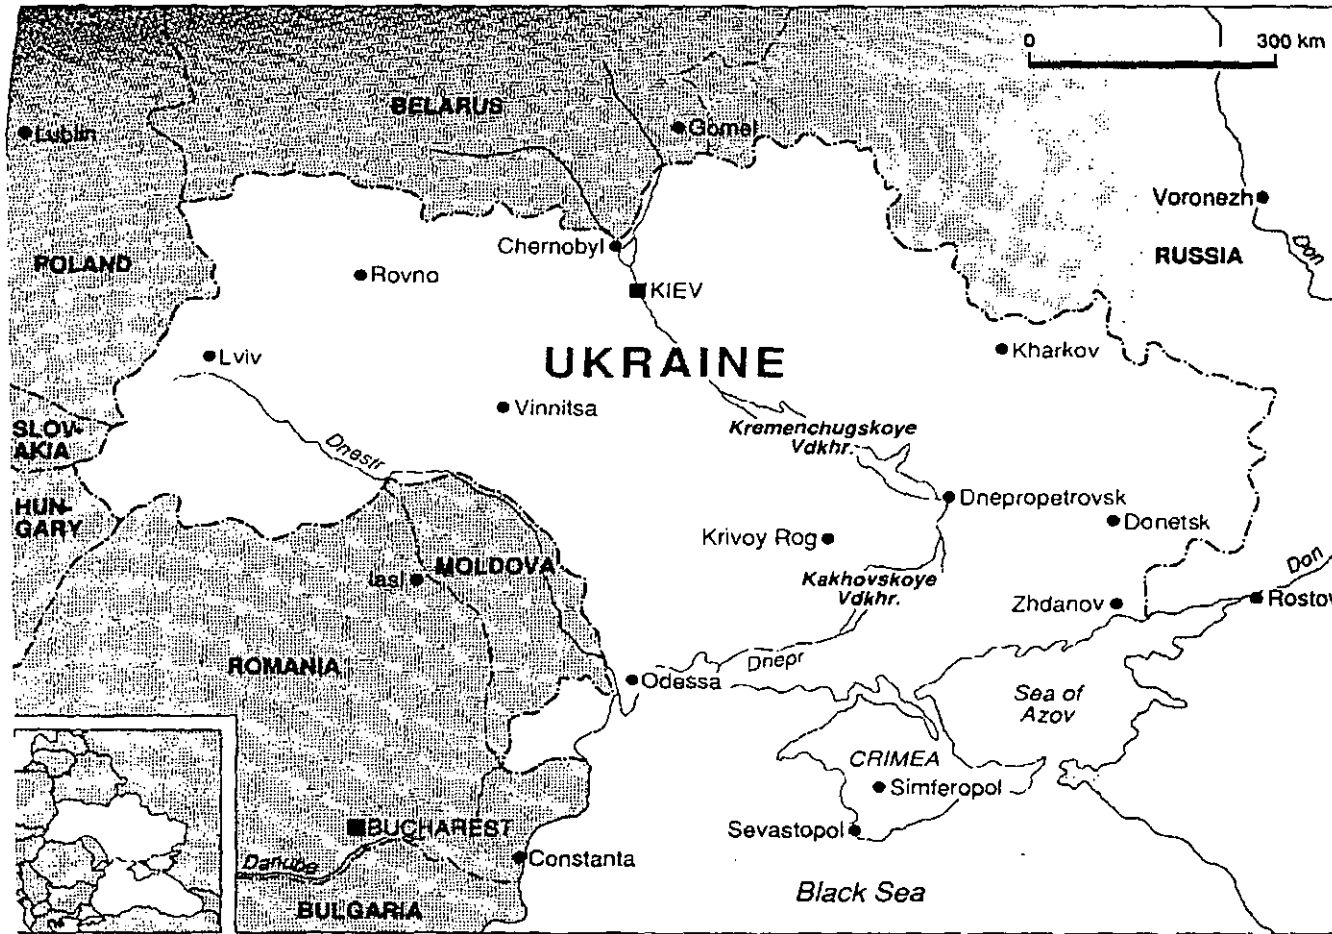 0 300 km
BELARUS
Lublin
Gomel
Voronezh
Chernobyl
RUSSIA
Don
POLAND
Rovno
KIEV
Lviv
UKRAINE
Kharkov
Vinnitsa
SLOV-
AKIA
Dnestr
Kremenchugskoye
Vdkhr.
HUN-
GARY
Dnepropetrovsk
Donetsk
Krivoy Rog
MOLDOVA
Iasi
Kakhovskoye
Vdkhr.
Don
Zhdanov
Rostov
ROMANIA
Dnepr
Odessa
Sea of
Azov
CRIMEA
Simferopol
BUCHAREST
Sevastopol
Danube
Constanta
Black Sea
BULGARIA